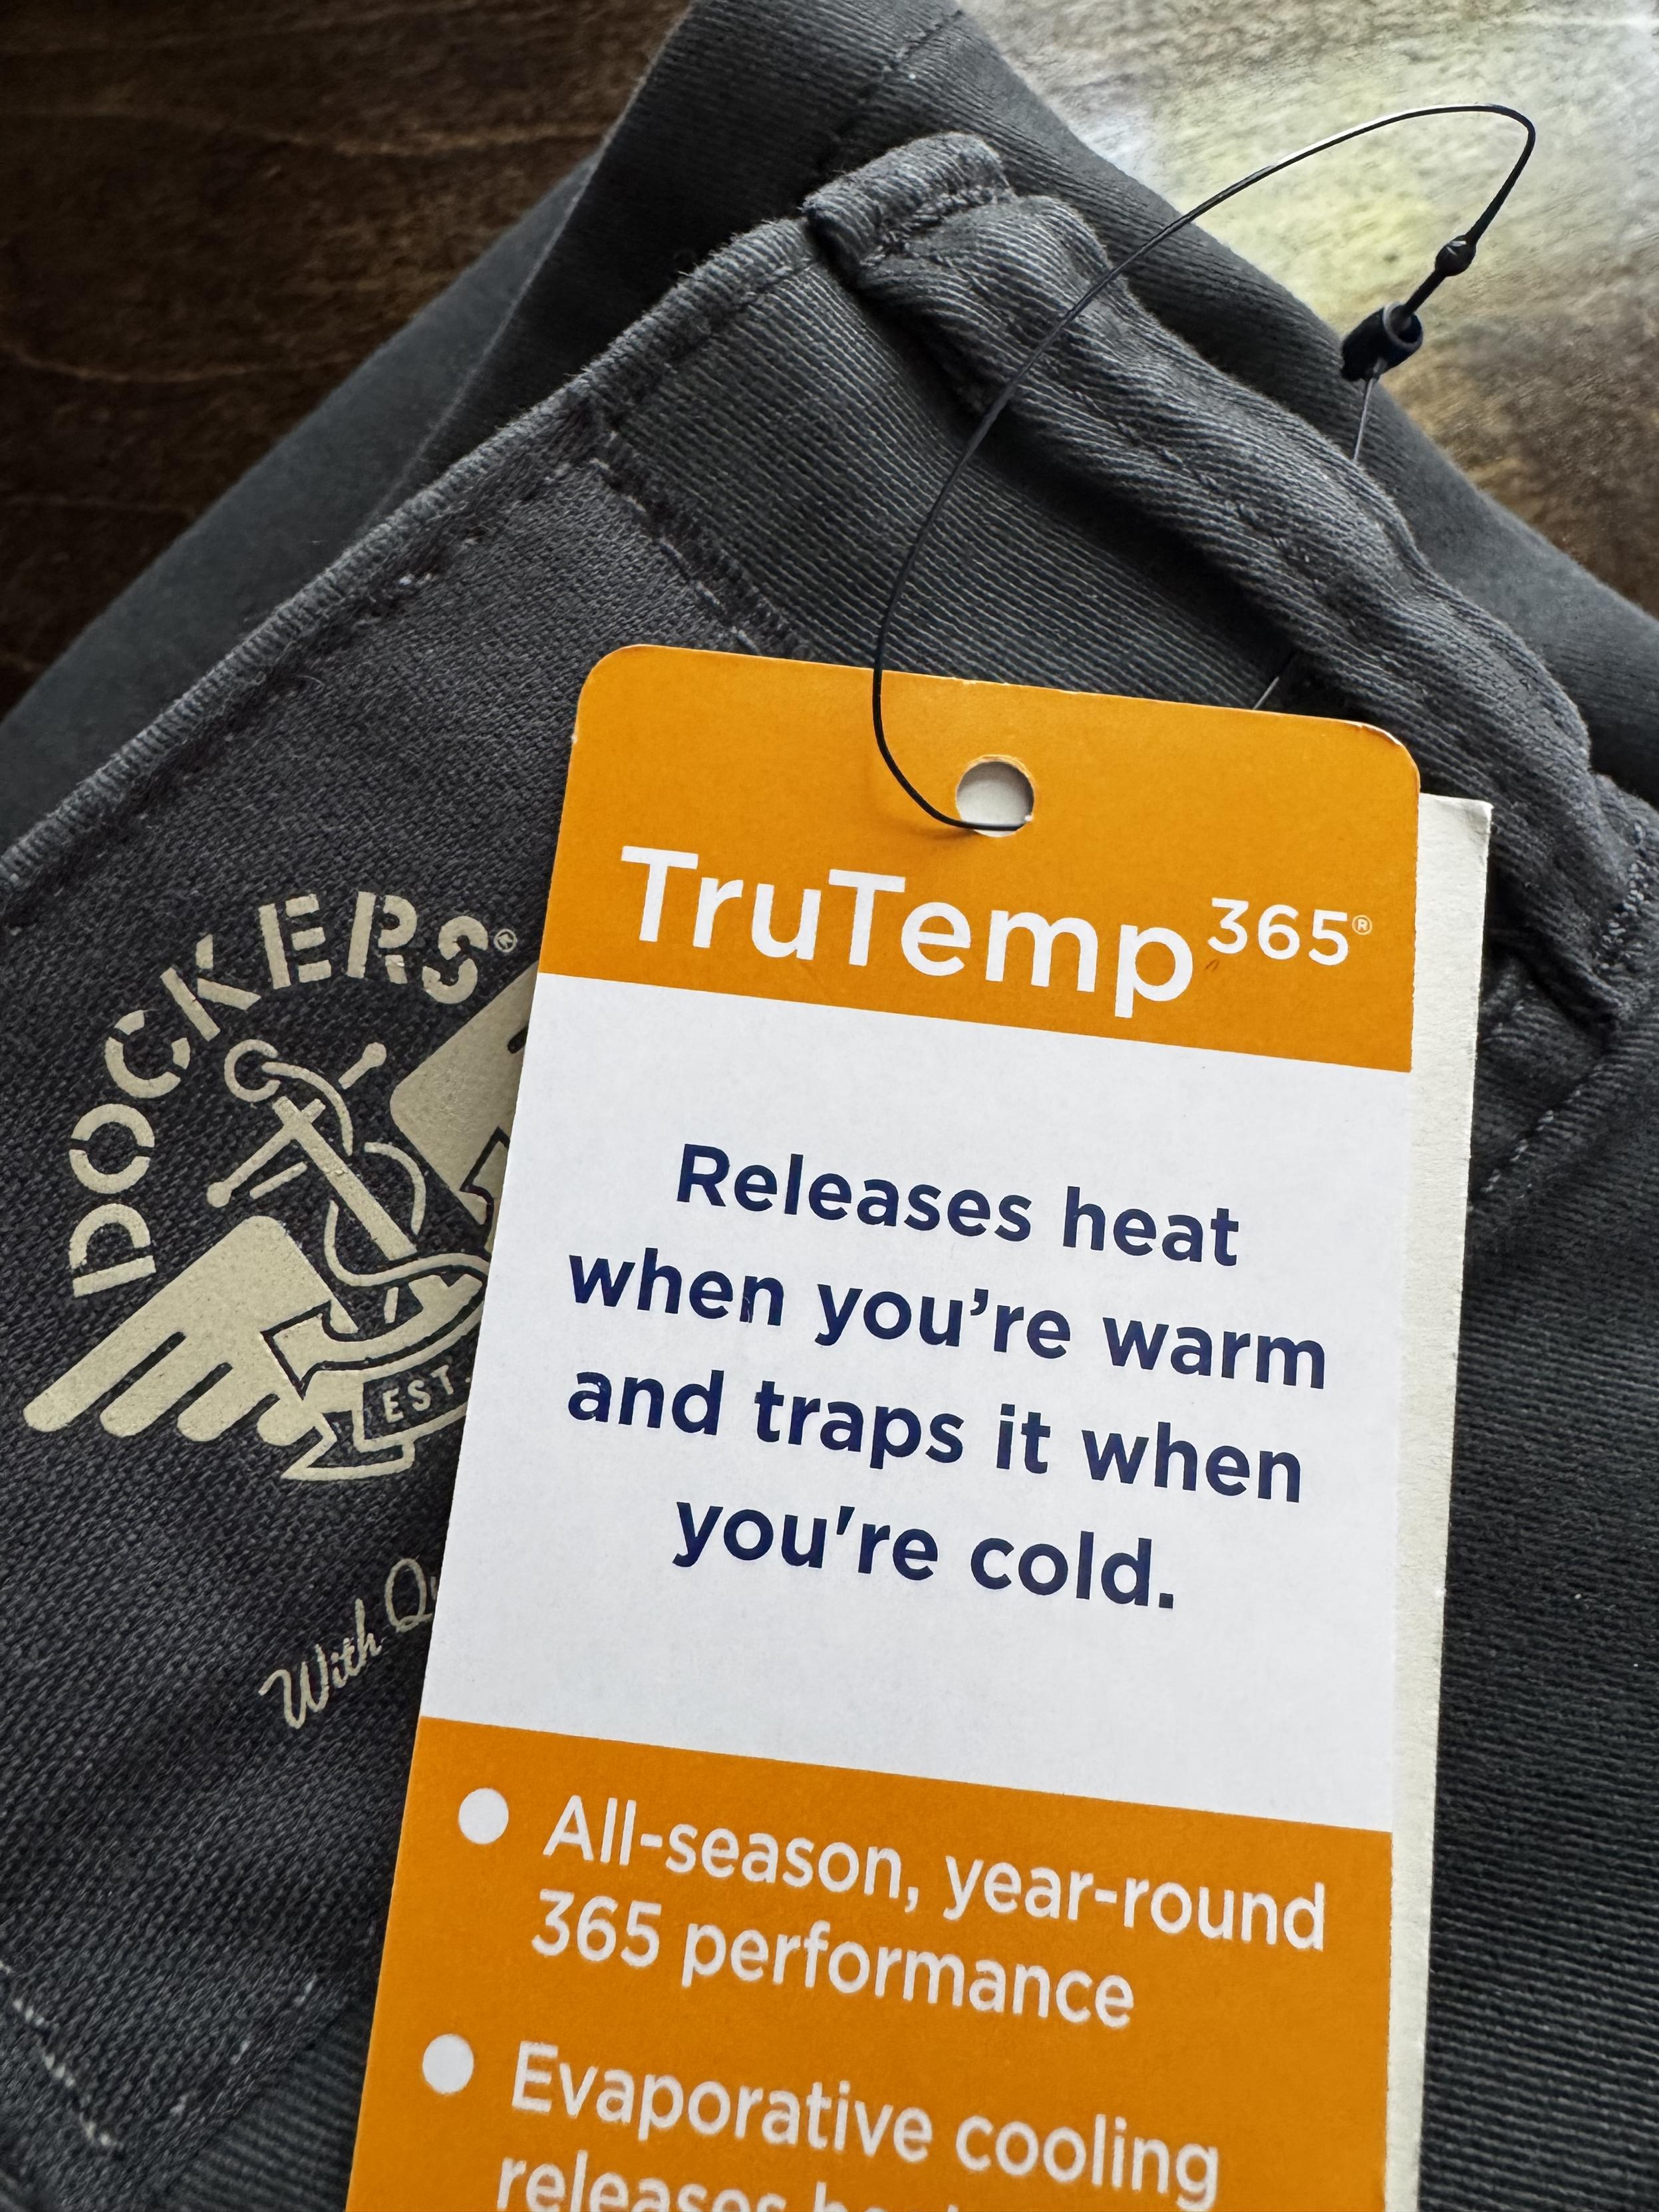 DOCKERS®
EST.
With
TruTemp365®
Releases heat
when you’re warm
and traps it when
you're cold.
All-season, year-round
365 performance
Evaporative cooling
releases